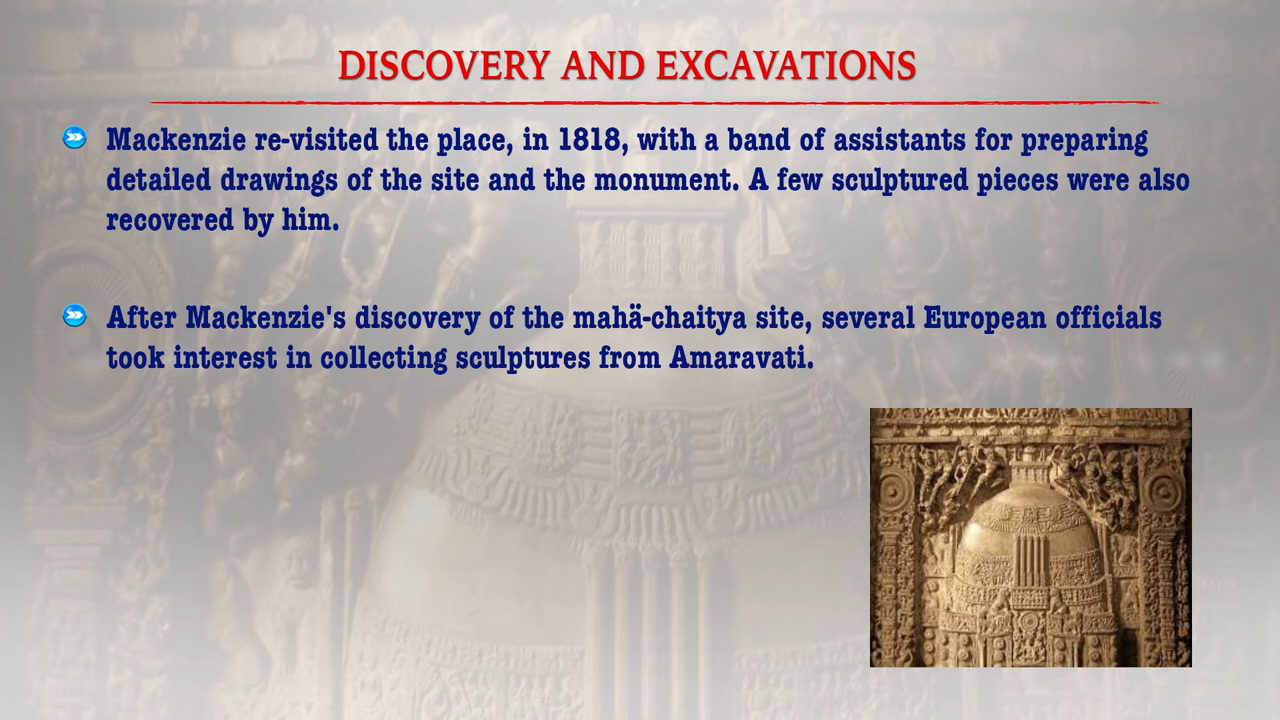 DISCOVERY AND EXCAVATIONS
Mackenzie re-visited the place, in 1818, with a band of assistants for preparing
detailed drawings of the site and the monument. A few sculptured pieces were also
recovered by him.
After Mackenzie's discovery of the mahä-chaitya site, several European officials
took interest in collecting sculptures from Amaravati.